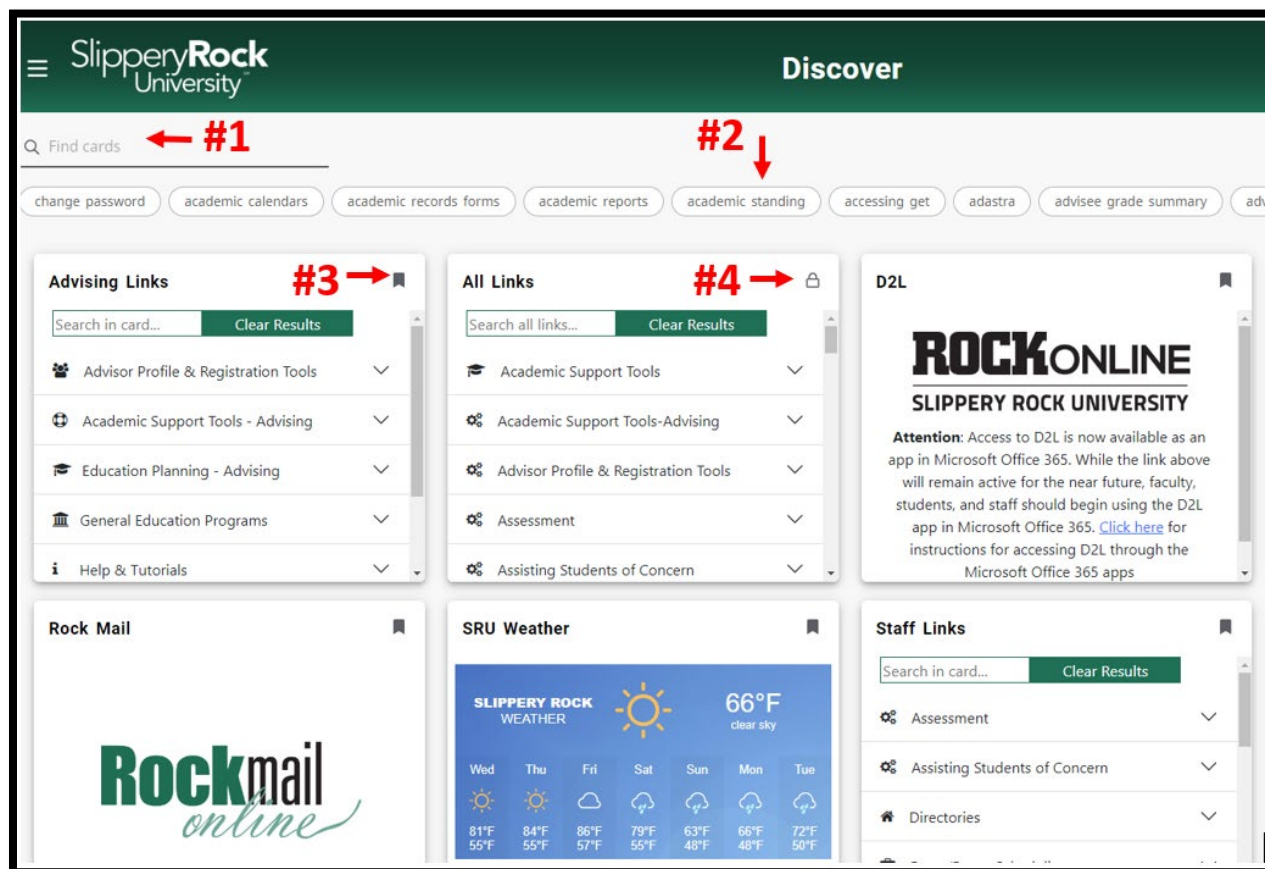 SlipperyRock
University
Discover
Find cards
#1
#2
change password
academic calendars
academic records forms
academic reports
academic standing
accessing get
adastra
advisee grade summary
Advising Links
#3
Search in card...
Clear Results
Advisor Profile & Registration Tools
Academic Support Tools - Advising
Education Planning - Advising
General Education Programs
Help & Tutorials
All Links
#4
Search all links...
Clear Results
Academic Support Tools
Academic Support Tools-Advising
Advisor Profile & Registration Tools
Assessment
Assisting Students of Concern
D2L
ROCKONLINE
SLIPPERY ROCK UNIVERSITY
Attention: Access to D2L is now available as an
app in Microsoft Office 365. While the link above
will remain active for the near future, faculty,
students, and staff should begin using the D2L
app in Microsoft Office 365. Click here for
instructions for accessing D2L through the
Microsoft Office 365 apps
Rock Mail
Rockmail
online
SRU Weather
SLIPPERY ROCK
WEATHER
66°F
clear sky
Wed Thu Fri Sat Sun Mon Tue
81°F 84°F 86°F 79°F 63°F 66°F 72°F
55°F 55°F 57°F 55°F 48°F 48°F 50°F
Staff Links
Search in card...
Clear Results
Assessment
Assisting Students of Concern
Directories